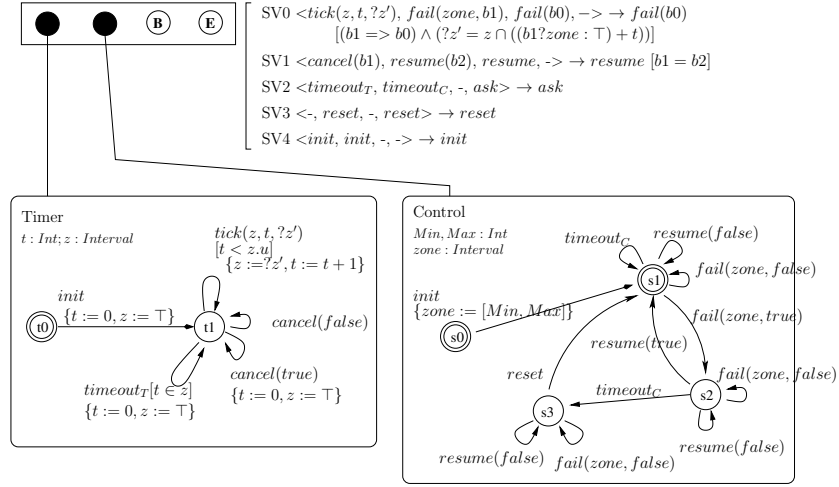 B E
SV0 <tick(z, t, ?z′), fail(zone, b1), fail(b0), −> → fail(b0)
[(b1 => b0) ∧ (?z′ = z ∩ ((b1?zone : ⊤) + t))]
SV1 <cancel(b1), resume(b2), resume, -> → resume [b1 = b2]
SV2 <timeout_T, timeout_C, -, ask> → ask
SV3 <-, reset, -, reset> → reset
SV4 <init, init, -, -> → init
Timer
t : Int; z : Interval
tick(z, t, ?z′)
[t < z.u]
{z :=?z′, t := t + 1}
init
{t := 0, z := ⊤}
t0
t1
cancel(false)
cancel(true)
{t := 0, z := ⊤}
timeout_T[t ∈ z]
{t := 0, z := ⊤}
Control
Min, Max : Int
zone : Interval
timeout_C
resume(false)
s1
fail(zone, false)
init
{zone := [Min, Max]}
s0
fail(zone, true)
resume(true)
reset
timeout_C
fail(zone, false)
s2
s3
resume(false)
resume(false)
fail(zone, false)